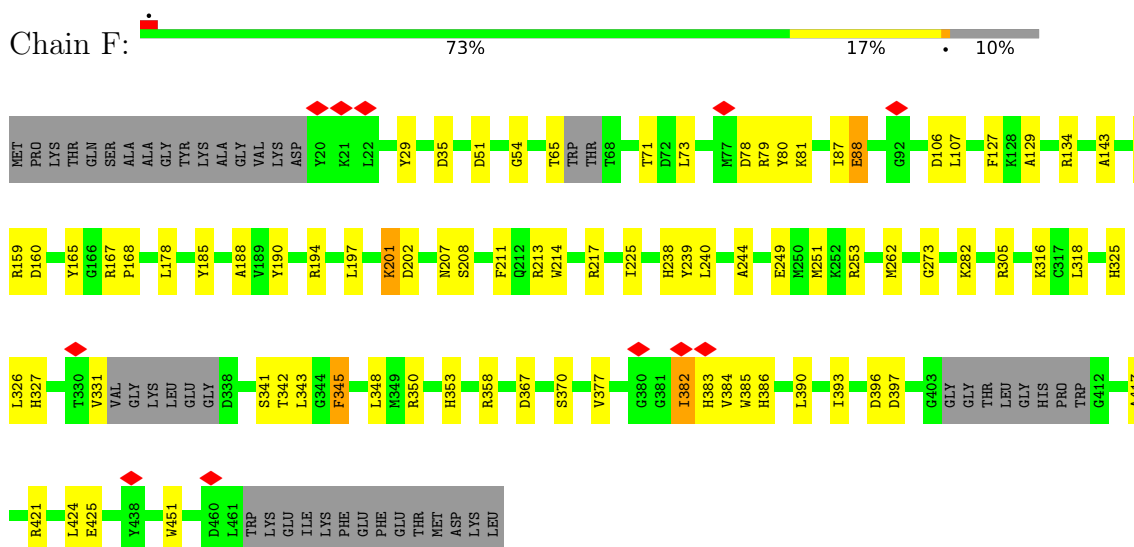 Chain F: 73% 17% • 10%
MET PRO LYS THR GLN SER ALA ALA GLY TYR LYS ALA GLY VAL LYS ASP Y20 K21 L22 Y29 D35 D51 G54 T65 TRP THR T68 T71 D72 L73 M77 D78 R79 Y80 K81 I87 E88 G92 D106 L107 F127 K128 A129 R134 A143
R159 D160 Y165 G166 R167 P168 L178 Y185 A188 V189 Y190 R194 L197 K201 D202 N207 S208 F211 Q212 R213 W214 R217 I225 H238 Y239 L240 A244 E249 M250 M251 K252 R253 M262 G273 K282 R305 K316 C317 L318 H325
L326 H327 T330 V331 VAL GLY LYS LEU GLU GLY D338 S341 T342 L343 G344 F345 L348 M349 R350 H353 R358 D367 S370 V377 G380 G381 I382 H383 V384 W385 H386 L390 I393 D396 D397 G403 GLY GLY THR LEU GLY HIS PRO TRP G412
R421 L424 E425 Y438 W451 D460 L461 TRP LYS GLU ILE LYS PHE GLU PHE GLU THR MET ASP LYS LEU